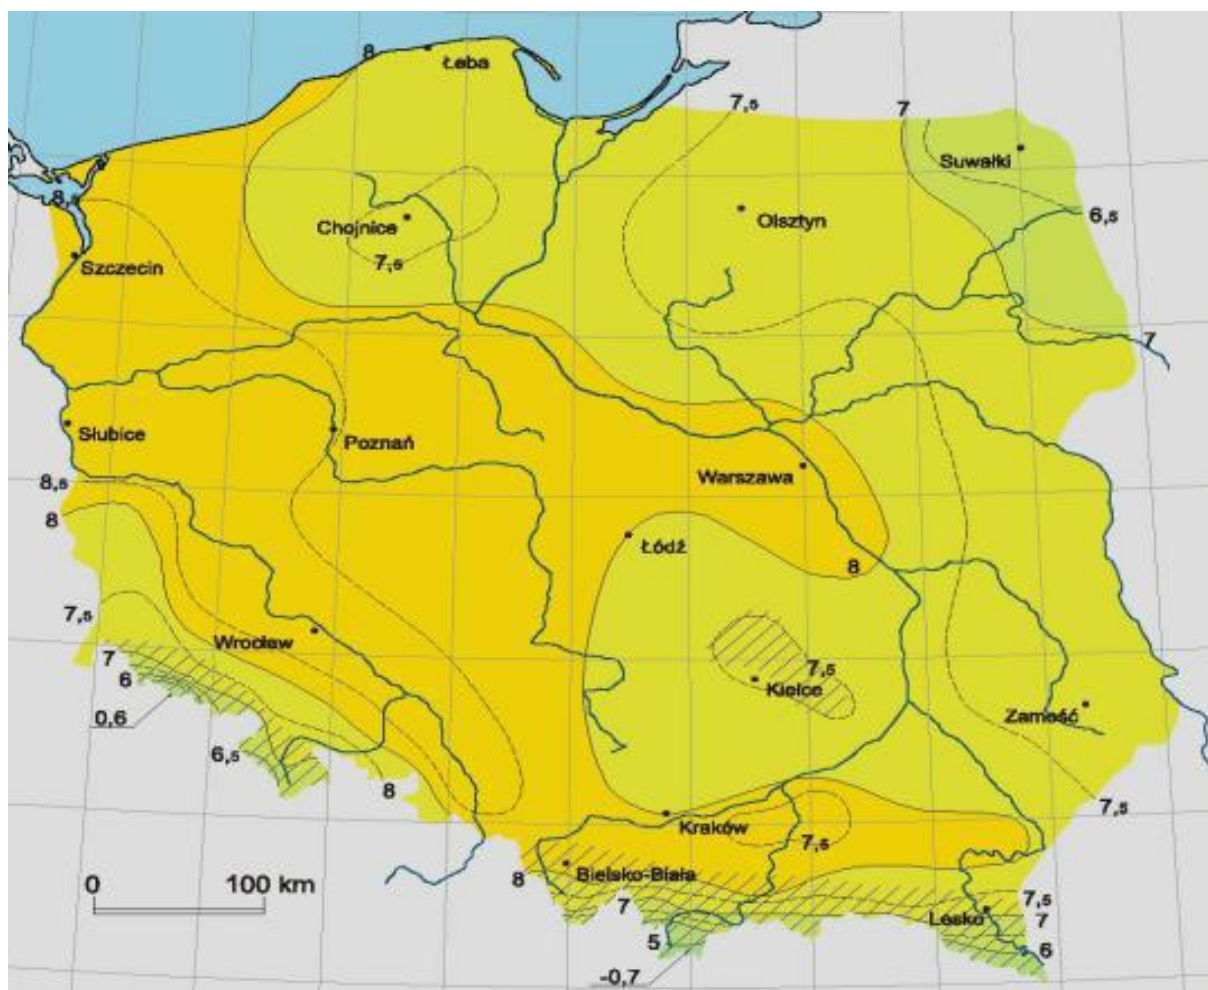 8
Łeba
7,5
7
Suwałki
8,5
Chojnice
Olsztyn
6,5
7,5
Szczecin
7
Słubice
Poznań
Warszawa
8,5
8
Łódź
8
7,5
Wrocław
7
7,5
6
Kielce
0,6
Zamość
6,5
8
7,5
Kraków
7,5
0
100 km
8
Bielsko-Biała
7
Lesko
7,5
7
5
6
-0,7